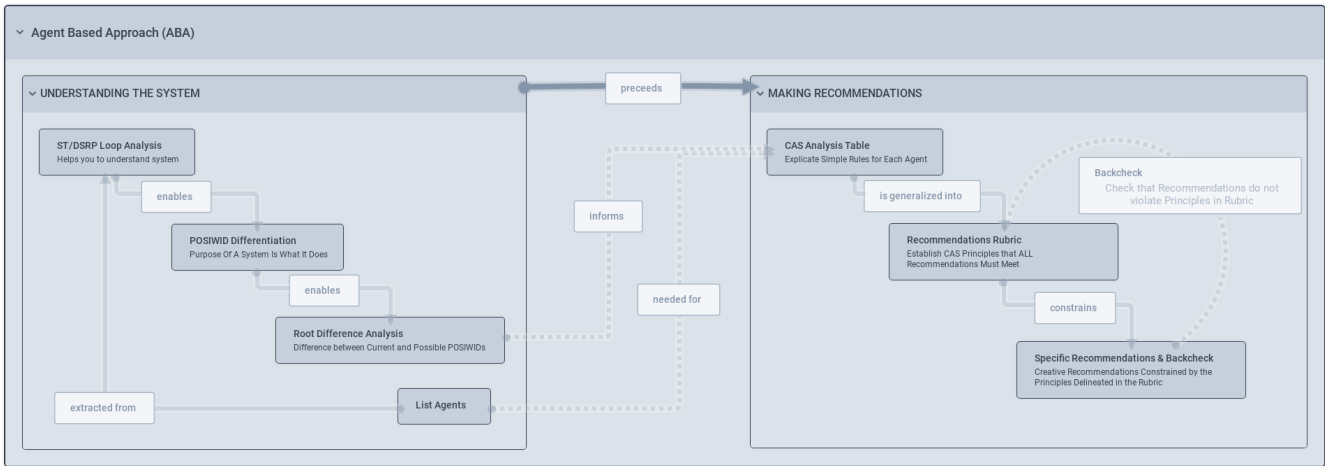 Agent Based Approach (ABA)
UNDERSTANDING THE SYSTEM
preceeds
MAKING RECOMMENDATIONS
ST/DSRP Loop Analysis
Helps you to understand system
enables
POSIWID Differentiation
Purpose Of A System Is What It Does
enables
Root Difference Analysis
Difference between Current and Possible POSIWIDs
List Agents
extracted from
informs
needed for
CAS Analysis Table
Explicate Simple Rules for Each Agent
is generalized into
Backcheck
Check that Recommendations do not
violate Principles in Rubric
Recommendations Rubric
Establish CAS Principles that ALL
Recommendations Must Meet
constrains
Specific Recommendations & Backcheck
Creative Recommendations Constrained by the
Principles Delineated in the Rubric